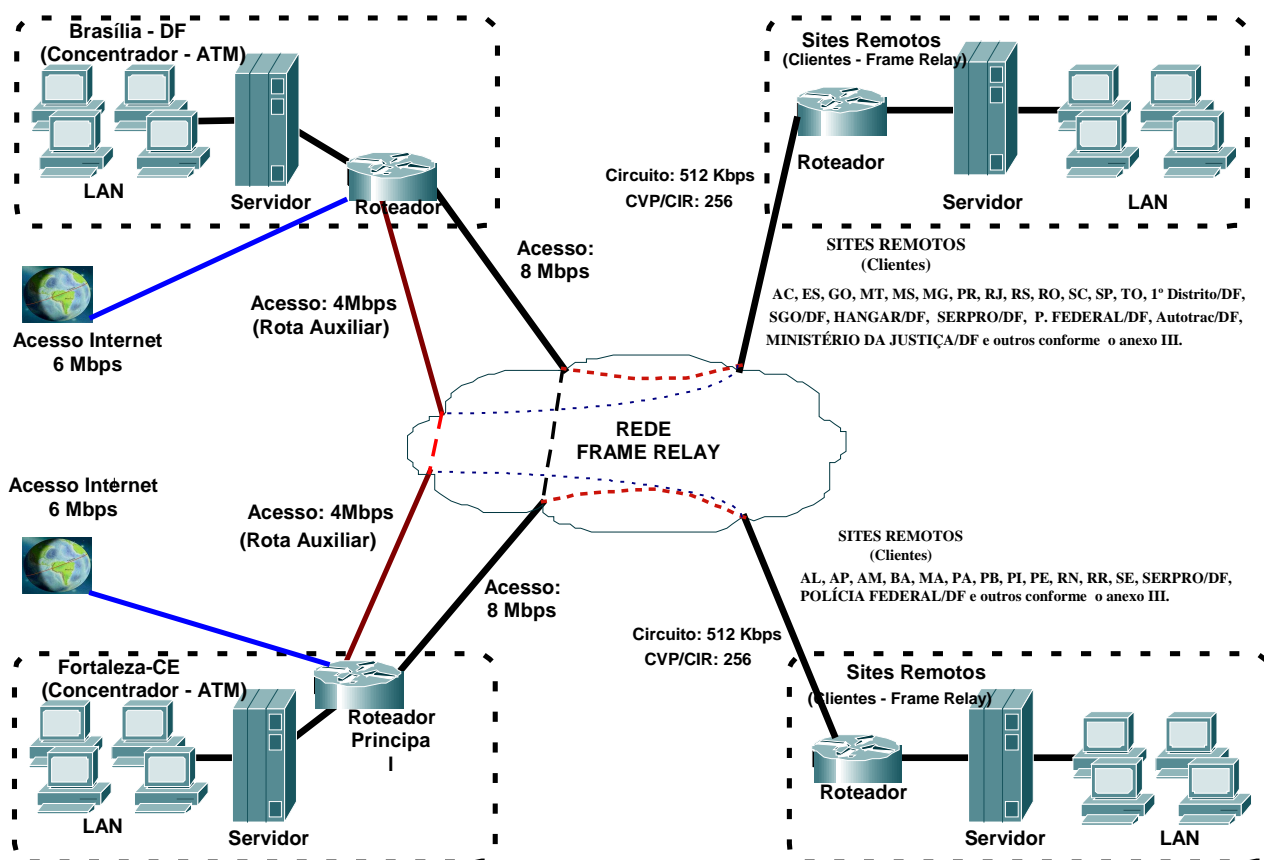 Brasília - DF
(Concentrador - ATM)
LAN
Servidor
Roteador
Sites Remotos
(Clientes - Frame Relay)
Roteador
Servidor
LAN
Circuito: 512 Kbps
CVP/CIR: 256
Acesso:
8 Mbps
Acesso: 4Mbps
(Rota Auxiliar)
Acesso Internet
6 Mbps
SITES REMOTOS
(Clientes)
AC, ES, GO, MT, MS, MG, PR, RJ, RS, RO, SC, SP, TO, 1º Distrito/DF,
SGO/DF, HANGAR/DF, SERPRO/DF, P. FEDERAL/DF, Autotrac/DF,
MINISTÉRIO DA JUSTIÇA/DF e outros conforme o anexo III.
REDE
FRAME RELAY
Acesso Internet
6 Mbps
Acesso: 4Mbps
(Rota Auxiliar)
Acesso:
8 Mbps
SITES REMOTOS
(Clientes)
AL, AP, AM, BA, MA, PA, PB, PI, PE, RN, RR, SE, SERPRO/DF,
POLÍCIA FEDERAL/DF e outros conforme o anexo III.
Circuito: 512 Kbps
CVP/CIR: 256
Fortaleza-CE
(Concentrador - ATM)
Roteador
Principa
l
LAN
Servidor
Sites Remotos
(Clientes - Frame Relay)
Roteador
Servidor
LAN